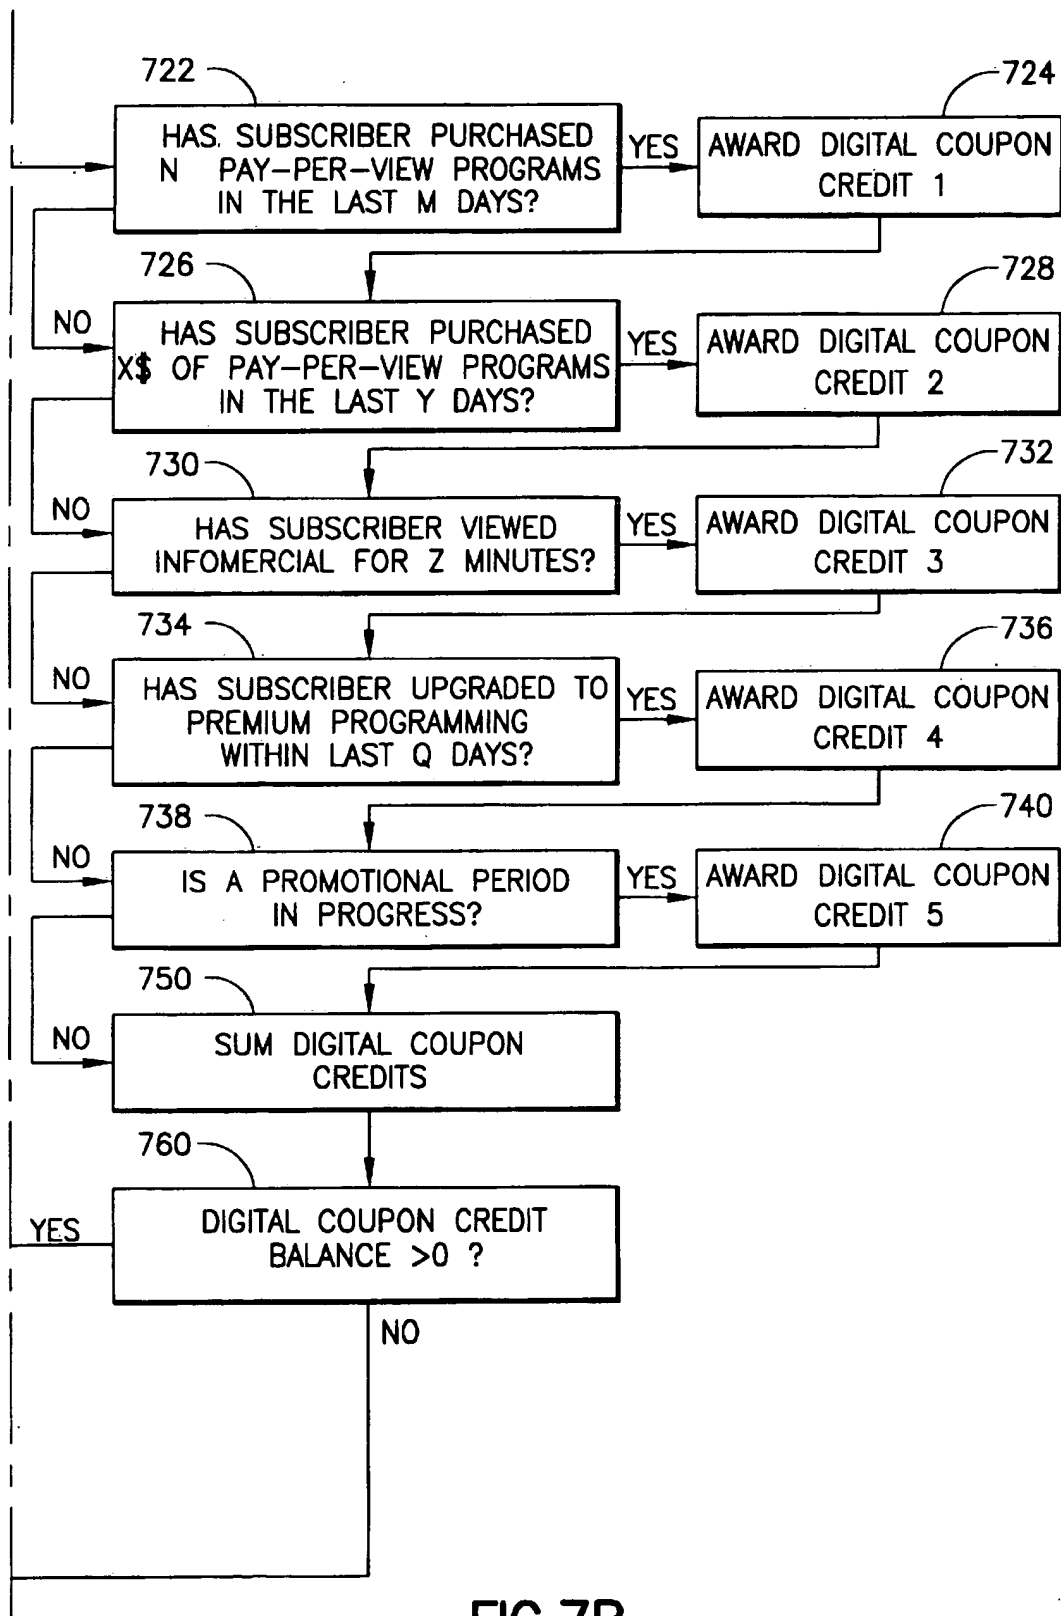 722
724
HAS. SUBSCRIBER PURCHASED
N PAY-PER-VIEW PROGRAMS
IN THE LAST M DAYS?
YES
AWARD DIGITAL COUPON
CREDIT 1
726
728
NO
HAS SUBSCRIBER PURCHASED
X$ OF PAY-PER-VIEW PROGRAMS
IN THE LAST Y DAYS?
YES
AWARD DIGITAL COUPON
CREDIT 2
730
732
NO
HAS SUBSCRIBER VIEWED
INFOMERCIAL FOR Z MINUTES?
YES
AWARD DIGITAL COUPON
CREDIT 3
734
736
NO
HAS SUBSCRIBER UPGRADED TO
PREMIUM PROGRAMMING
WITHIN LAST Q DAYS?
YES
AWARD DIGITAL COUPON
CREDIT 4
738
740
NO
IS A PROMOTIONAL PERIOD
IN PROGRESS?
YES
AWARD DIGITAL COUPON
CREDIT 5
750
NO
SUM DIGITAL COUPON
CREDITS
760
YES
DIGITAL COUPON CREDIT
BALANCE >0 ?
NO
FIG.7B